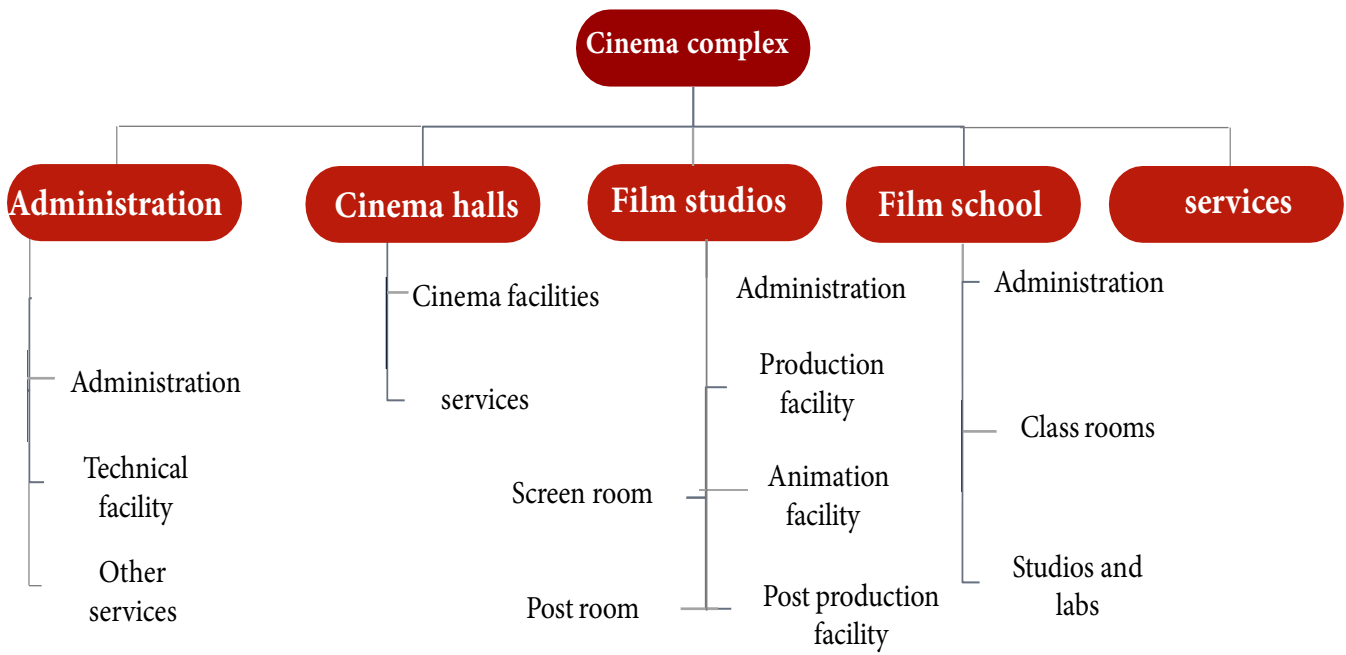 Cinema complex
Administration
Cinema halls
Film studios
Film school
services
Administration
Technical
facility
Other
services
Cinema facilities
services
Administration
Production
facility
Screen room
Animation
facility
Post room
Post production
facility
Administration
Class rooms
Studios and
labs